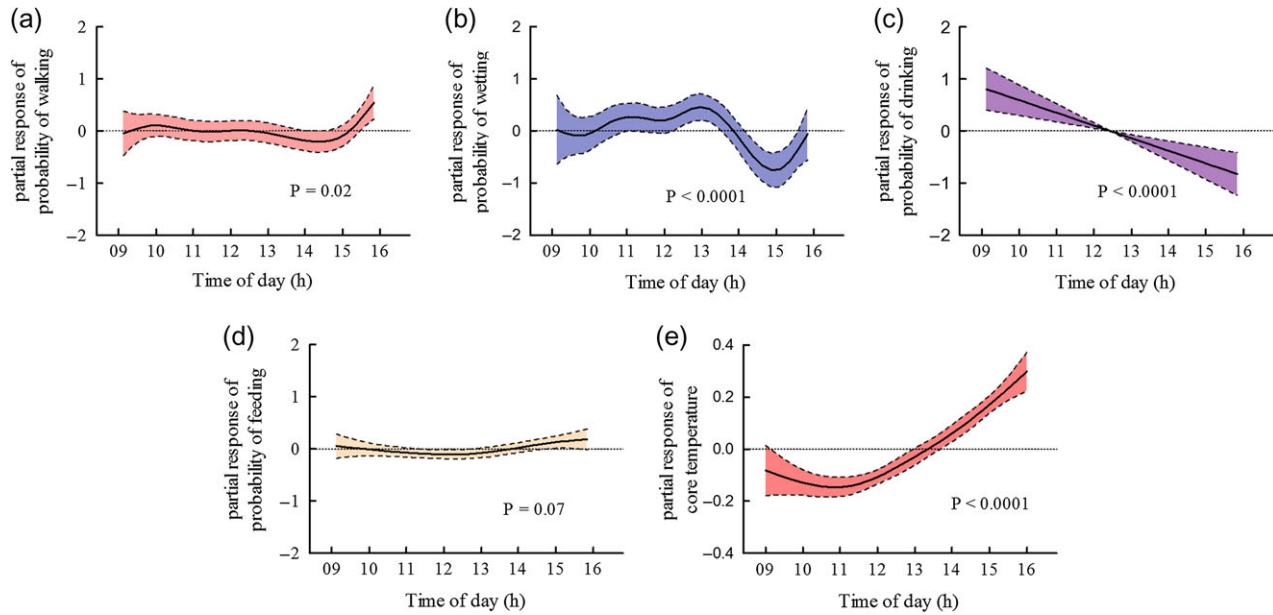 (a)
partial response of
probability of walking
2
1
0
−1
−2
P = 0.02
09 10 11 12 13 14 15 16
Time of day (h)
(b)
partial response of
probability of wetting
2
1
0
−1
−2
P < 0.0001
09 10 11 12 13 14 15 16
Time of day (h)
(c)
partial response of
probability of drinking
2
1
0
−1
−2
P < 0.0001
09 10 11 12 13 14 15 16
Time of day (h)
(d)
partial response of
probability of feeding
2
1
0
−1
−2
P = 0.07
09 10 11 12 13 14 15 16
Time of day (h)
(e)
partial response of
core temperature
0.4
0.2
0.0
−0.2
−0.4
P < 0.0001
09 10 11 12 13 14 15 16
Time of day (h)